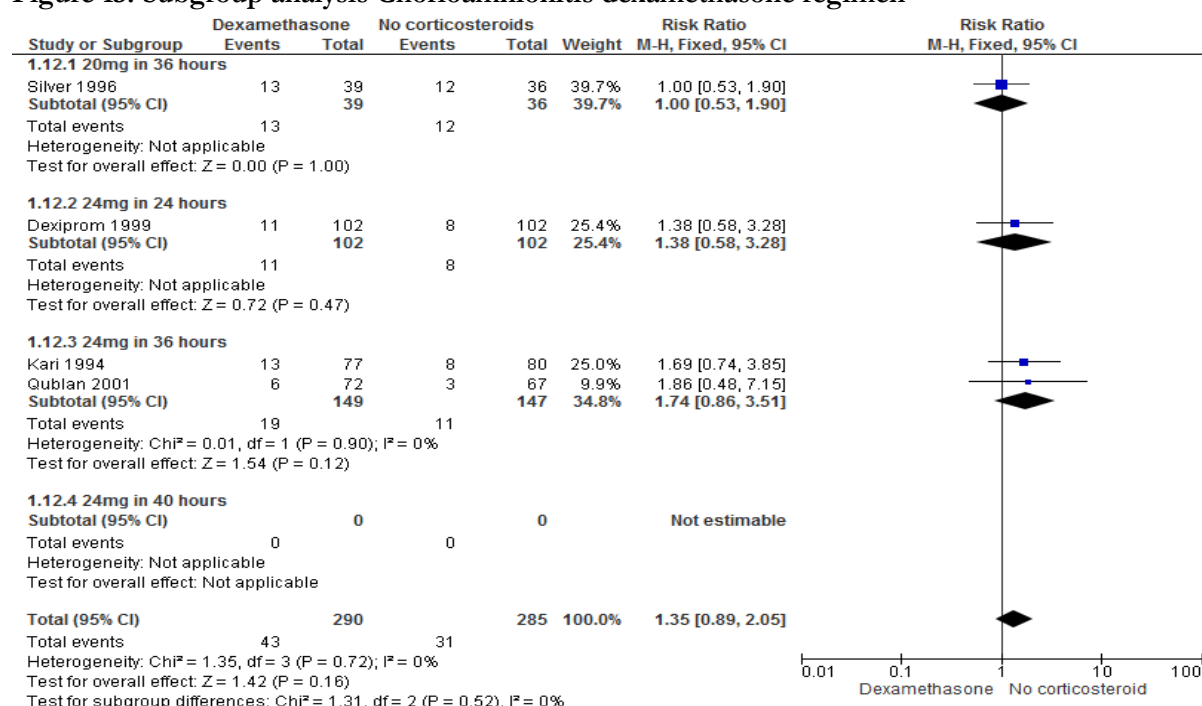 Figure 15. Subgroup analysis Chorioamnionitis dexamethasone regimen
Dexamethasone No corticosteroids Risk Ratio Risk Ratio
Study or Subgroup Events Total Events Total Weight M-H, Fixed, 95% CI M-H, Fixed, 95% CI
1.12.1 20mg in 36 hours
Silver 1996 13 39 12 36 39.7% 1.00 [0.53, 1.90]
Subtotal (95% CI) 39 36 39.7% 1.00 [0.53, 1.90]
Total events 13 12
Heterogeneity: Not applicable
Test for overall effect: Z = 0.00 (P = 1.00)
1.12.2 24mg in 24 hours
Dexiprom 1999 11 102 8 102 25.4% 1.38 [0.58, 3.28]
Subtotal (95% CI) 102 102 25.4% 1.38 [0.58, 3.28]
Total events 11 8
Heterogeneity: Not applicable
Test for overall effect: Z = 0.72 (P = 0.47)
1.12.3 24mg in 36 hours
Kari 1994 13 77 8 80 25.0% 1.69 [0.74, 3.85]
Qublan 2001 6 72 3 67 9.9% 1.86 [0.48, 7.15]
Subtotal (95% CI) 149 147 34.8% 1.74 [0.86, 3.51]
Total events 19 11
Heterogeneity: Chi² = 0.01, df = 1 (P = 0.90); I² = 0%
Test for overall effect: Z = 1.54 (P = 0.12)
1.12.4 24mg in 40 hours
Subtotal (95% CI) 0 0 Not estimable
Total events 0 0
Heterogeneity: Not applicable
Test for overall effect: Not applicable
Total (95% CI) 290 285 100.0% 1.35 [0.89, 2.05]
Total events 43 31
Heterogeneity: Chi² = 1.35, df = 3 (P = 0.72); I² = 0%
Test for overall effect: Z = 1.42 (P = 0.16)
Test for subgroup differences: Chi² = 1.31, df = 2 (P = 0.52), I² = 0%
0.01 0.1 1 10 100
Dexamethasone No corticosteroid